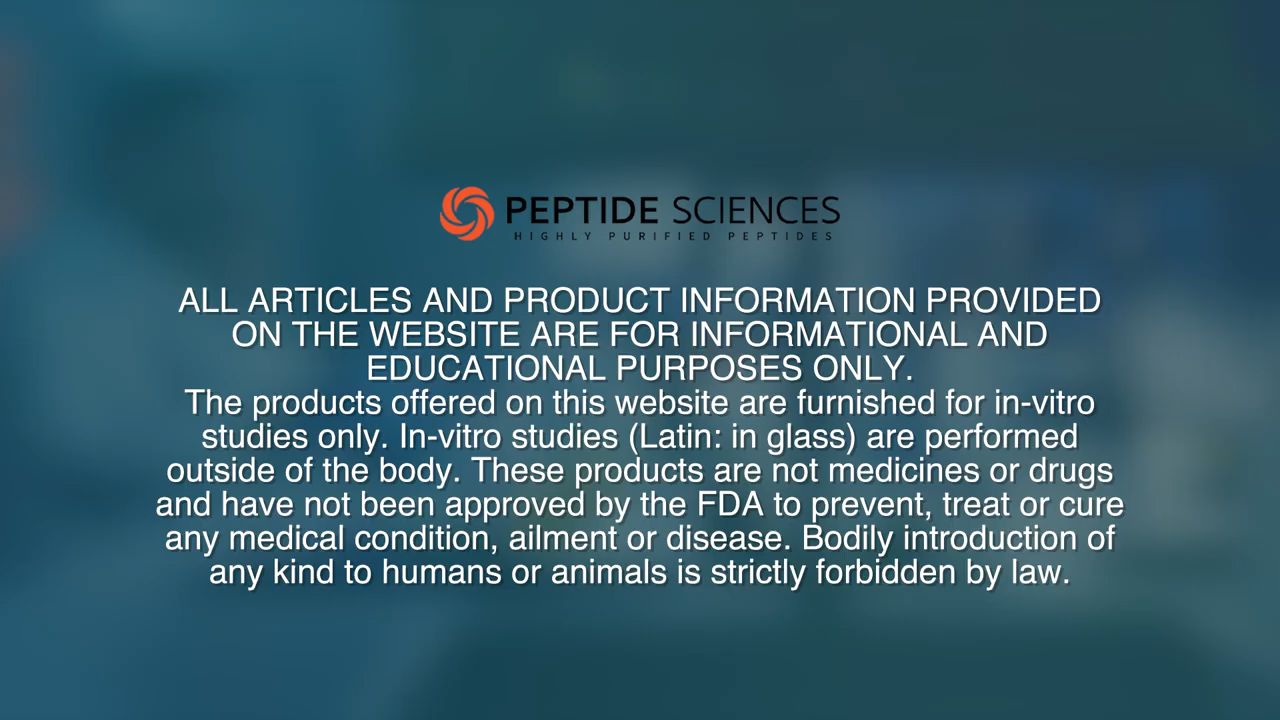 PEPTIDE SCIENCES
HIGHLY PURIFIED PEPTIDES
ALL ARTICLES AND PRODUCT INFORMATION PROVIDED
ON THE WEBSITE ARE FOR INFORMATIONAL AND
EDUCATIONAL PURPOSES ONLY.
The products offered on this website are furnished for in-vitro
studies only. In-vitro studies (Latin: in glass) are performed
outside of the body. These products are not medicines or drugs
and have not been approved by the FDA to prevent, treat or cure
any medical condition, ailment or disease. Bodily introduction of
any kind to humans or animals is strictly forbidden by law.